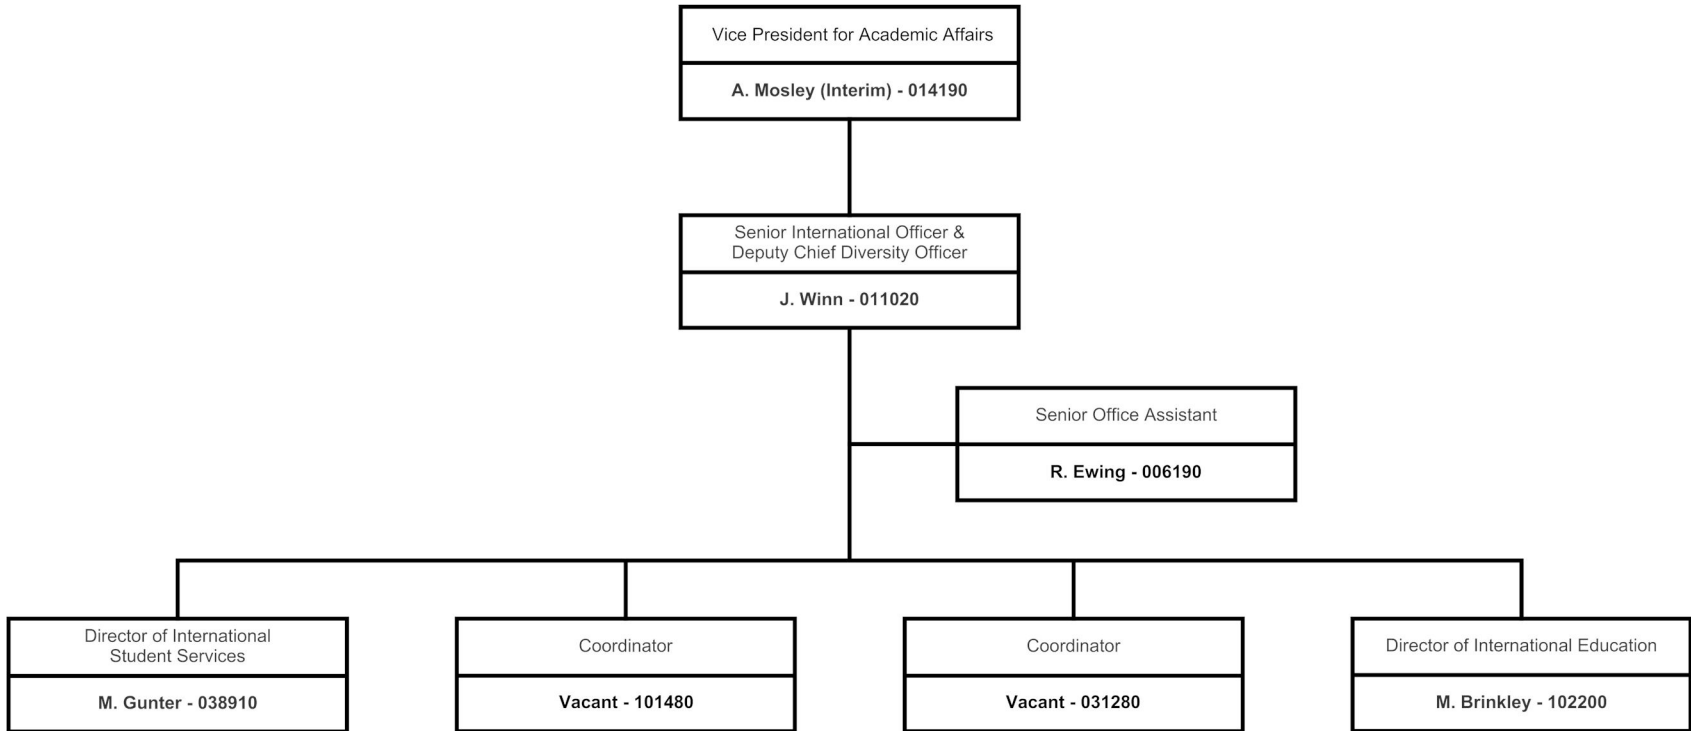 Vice President for Academic Affairs
A. Mosley (Interim) - 014190
Senior International Officer &
Deputy Chief Diversity Officer
J. Winn - 011020
Senior Office Assistant
R. Ewing - 006190
Director of International
Student Services
M. Gunter - 038910
Coordinator
Vacant - 101480
Coordinator
Vacant - 031280
Director of International Education
M. Brinkley - 102200